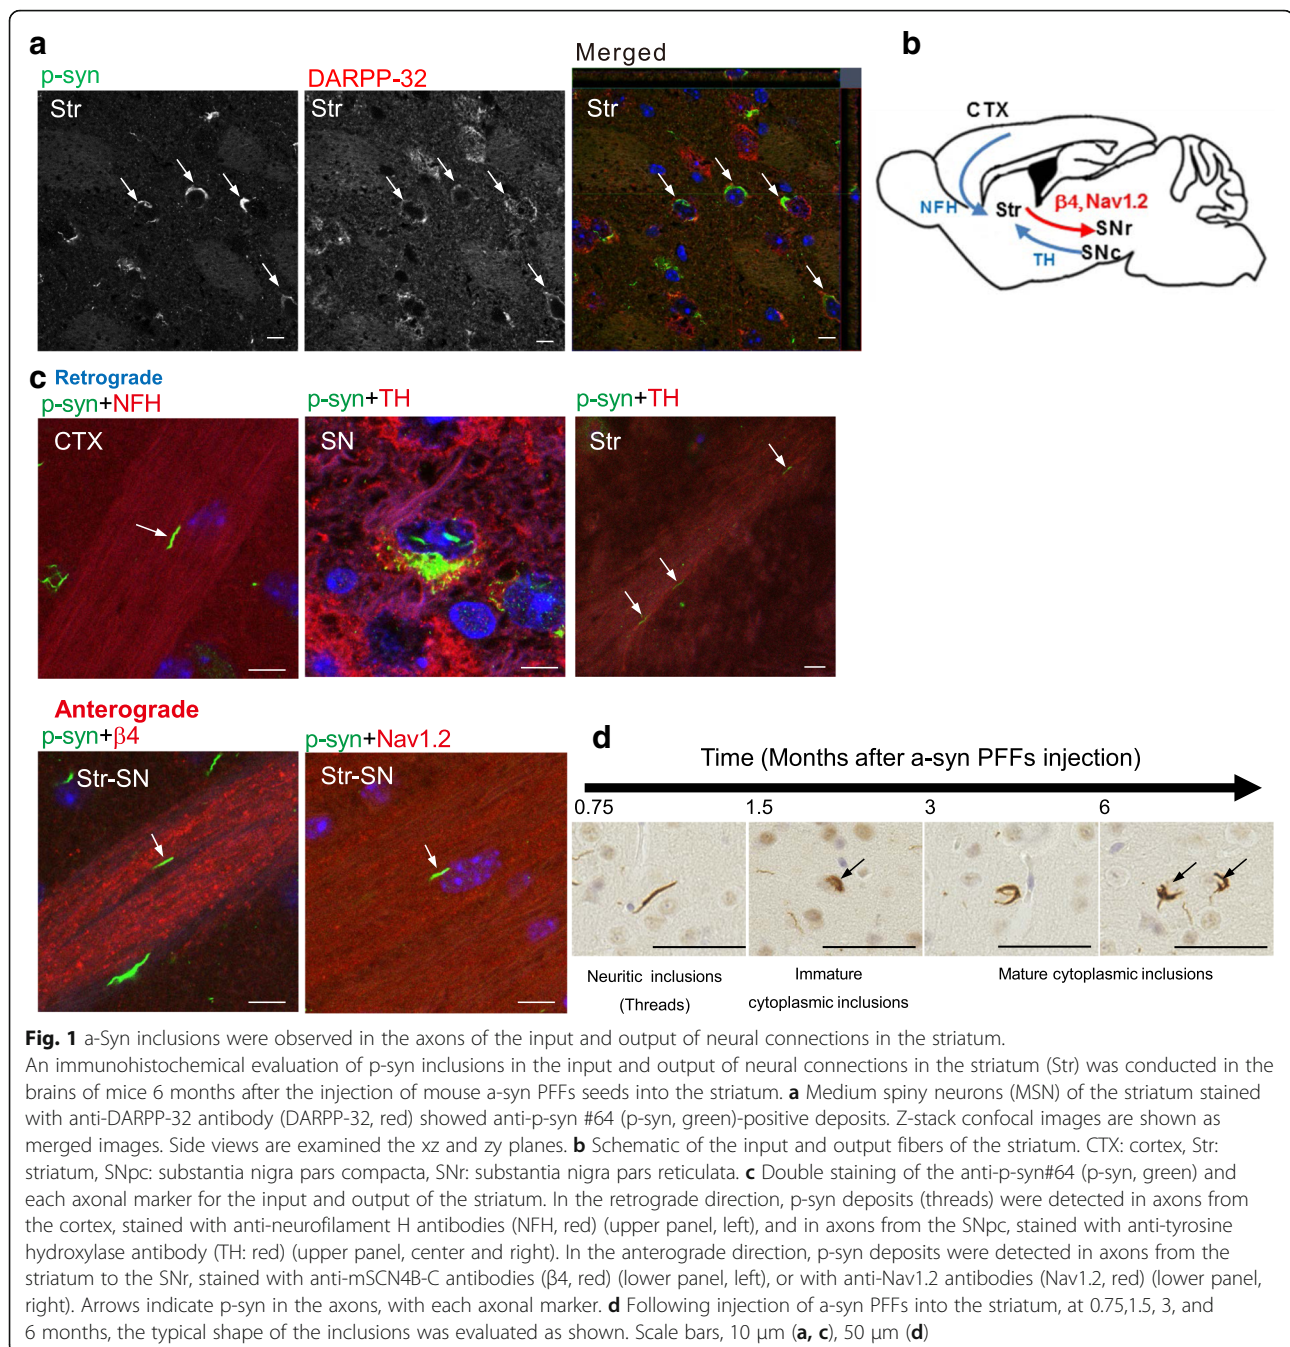 a
p-syn
DARPP-32
Merged
Str
Str
Str
b
CTX
NFH
Str
β4, Nav1.2
SNr
SNc
TH
c
Retrograde
p-syn+NFH
p-syn+TH
p-syn+TH
CTX
SN
Str
Anterograde
p-syn+β4
p-syn+Nav1.2
Str-SN
Str-SN
d
Time (Months after a-syn PFFs injection)
0.75
1.5
3
6
Neuritic inclusions
(Threads)
Immature
cytoplasmic inclusions
Mature cytoplasmic inclusions
Fig. 1 a-Syn inclusions were observed in the axons of the input and output of neural connections in the striatum.
An immunohistochemical evaluation of p-syn inclusions in the input and output of neural connections in the striatum (Str) was conducted in the
brains of mice 6 months after the injection of mouse a-syn PFFs seeds into the striatum. a Medium spiny neurons (MSN) of the striatum stained
with anti-DARPP-32 antibody (DARPP-32, red) showed anti-p-syn #64 (p-syn, green)-positive deposits. Z-stack confocal images are shown as
merged images. Side views are examined the xz and zy planes. b Schematic of the input and output fibers of the striatum. CTX: cortex, Str:
striatum, SNpc: substantia nigra pars compacta, SNr: substantia nigra pars reticulata. c Double staining of the anti-p-syn#64 (p-syn, green) and
each axonal marker for the input and output of the striatum. In the retrograde direction, p-syn deposits (threads) were detected in axons from
the cortex, stained with anti-neurofilament H antibodies (NFH, red) (upper panel, left), and in axons from the SNpc, stained with anti-tyrosine
hydroxylase antibody (TH: red) (upper panel, center and right). In the anterograde direction, p-syn deposits were detected in axons from the
striatum to the SNr, stained with anti-mSCN4B-C antibodies (β4, red) (lower panel, left), or with anti-Nav1.2 antibodies (Nav1.2, red) (lower panel,
right). Arrows indicate p-syn in the axons, with each axonal marker. d Following injection of a-syn PFFs into the striatum, at 0.75,1.5, 3, and
6 months, the typical shape of the inclusions was evaluated as shown. Scale bars, 10 μm (a, c), 50 μm (d)